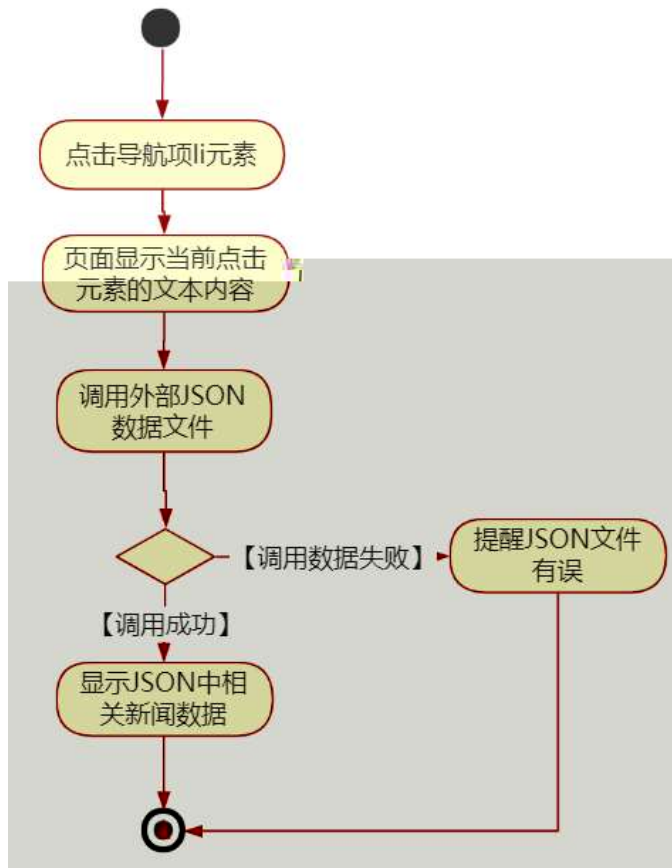 点击导航项li元素
页面显示当前点击
元素的文本内容
调用外部JSON
数据文件
【调用数据失败】
提醒JSON文件
有误
【调用成功】
显示JSON中相
关新闻数据